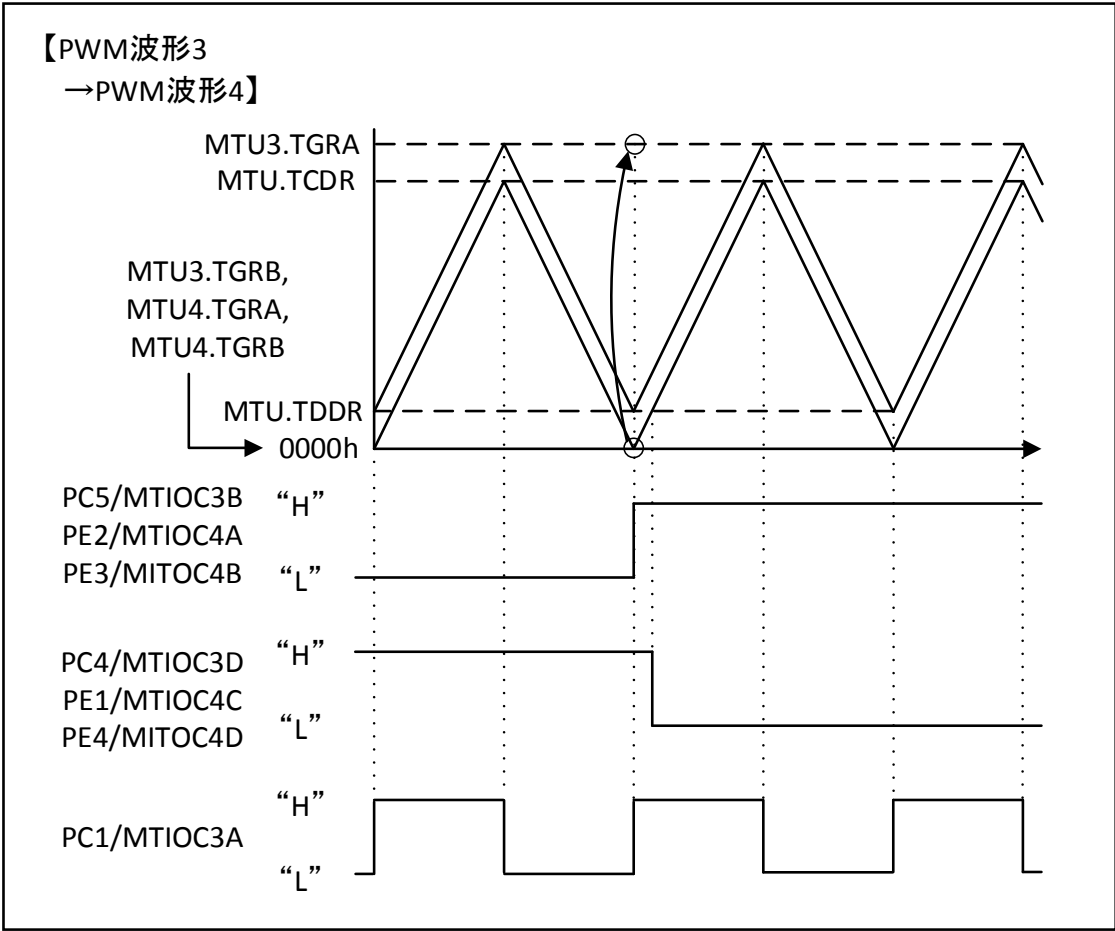 【PWM波形3
→PWM波形4】
MTU3.TGRA
MTU.TCDR
MTU3.TGRB,
MTU4.TGRA,
MTU4.TGRB
MTU.TDDR
0000h
PC5/MTIOC3B
PE2/MTIOC4A
PE3/MITOC4B
“H”
“L”
PC4/MTIOC3D
PE1/MTIOC4C
PE4/MITOC4D
“H”
“L”
PC1/MTIOC3A
“H”
“L”